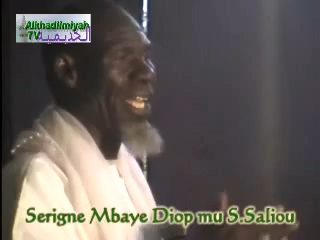 Alkhadiimiyah
TV
الخديمية
Serigne Mbaye Diop mu S.Saliou